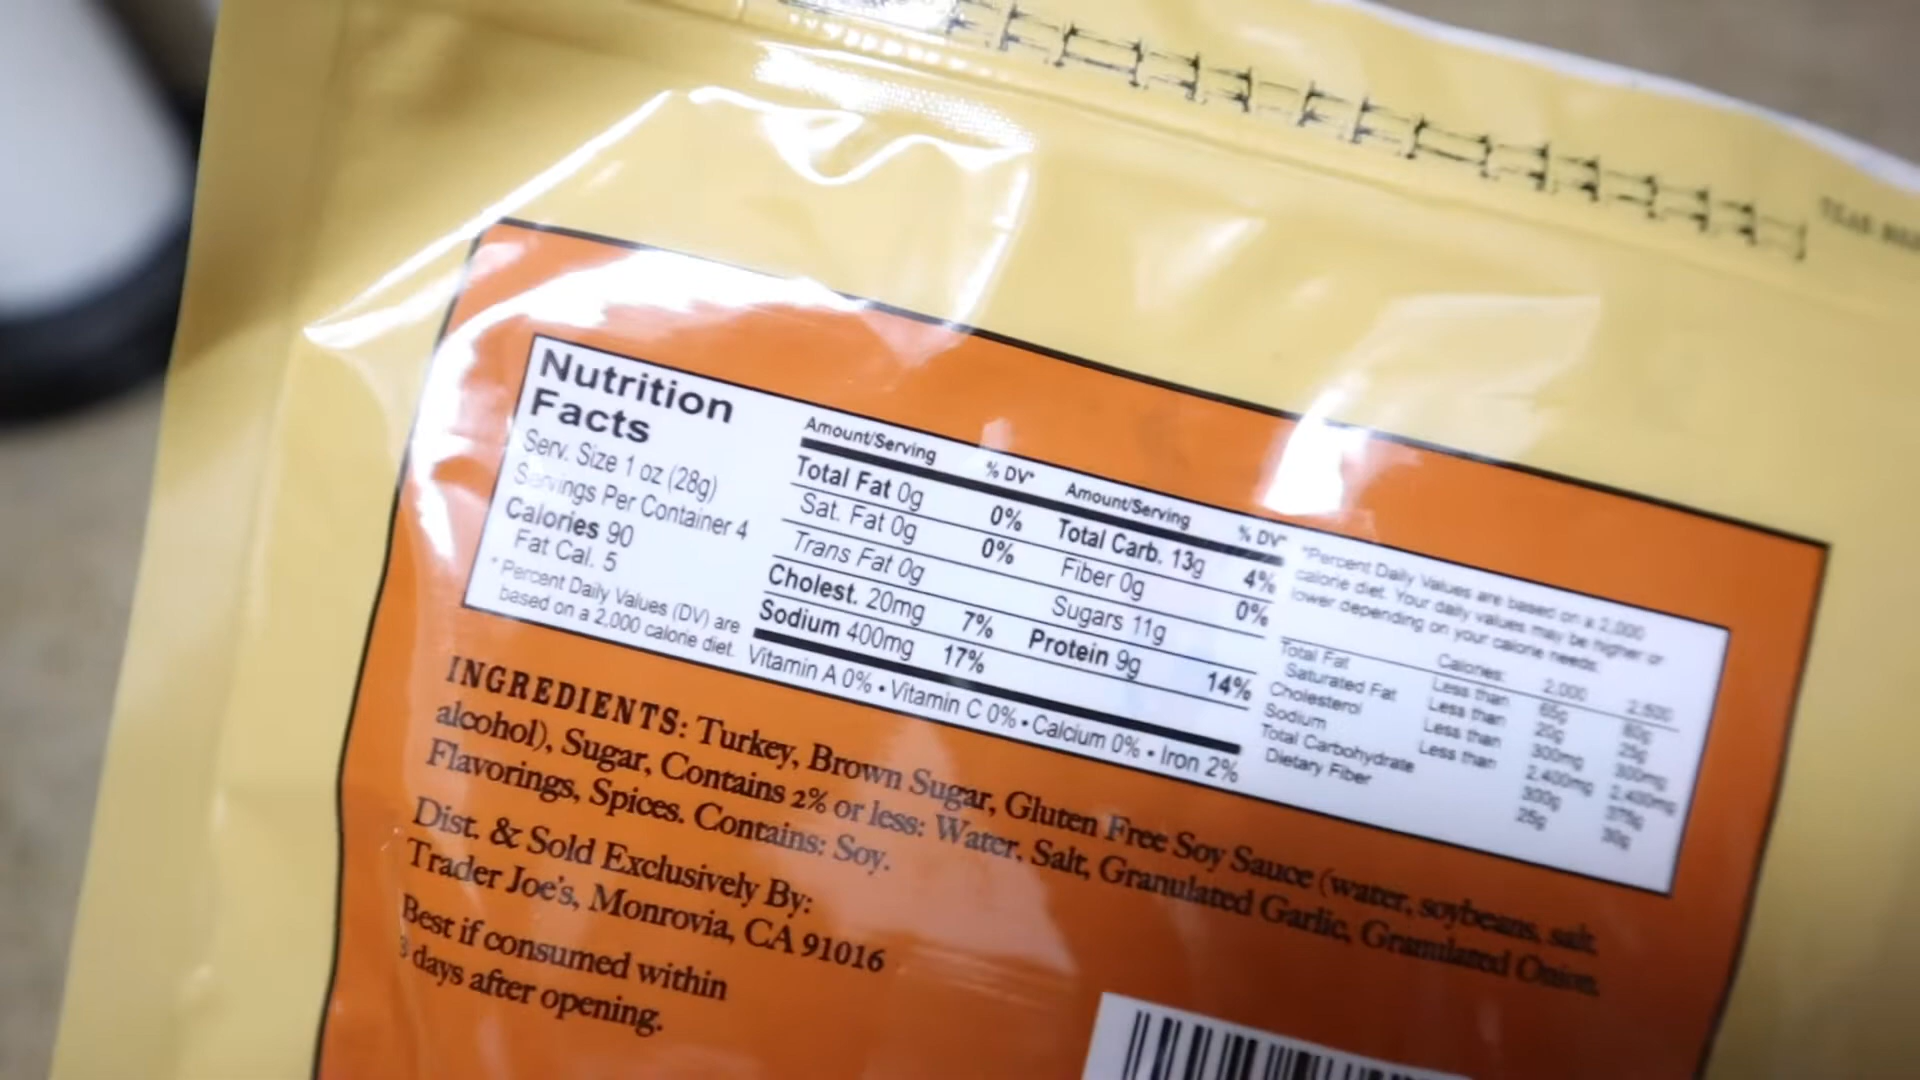 Nutrition
Facts
Serv. Size 1 oz (28g)
Servings Per Container 4
Calories 90
Fat Cal. 5
* Percent Daily Values (DV) are
based on a 2,000 calorie diet.
Amount/Serving % DV*
Total Fat 0g 0%
Sat. Fat 0g 0%
Trans Fat 0g
Cholest. 20mg 7%
Sodium 400mg 17%
Amount/Serving % DV*
Total Carb. 13g 4%
Fiber 0g 0%
Sugars 11g
Protein 9g 14%
Vitamin A 0% • Vitamin C 0% • Calcium 0% • Iron 2%
*Percent Daily Values are based on a 2,000
calorie diet. Your daily values may be higher or
lower depending on your calorie needs.
Calories: 2,000 2,500
Total Fat Less than 65g 80g
Saturated Fat Less than 20g 25g
Cholesterol Less than 300mg 300mg
Sodium Less than 2,400mg 2,400mg
Total Carbohydrate 300g 375g
Dietary Fiber 25g 30g
INGREDIENTS: Turkey, Brown Sugar, Gluten Free Soy Sauce (water, soybeans, salt,
alcohol), Sugar, Contains 2% or less: Water, Salt, Granulated Garlic, Granulated Onion,
Flavorings, Spices. Contains: Soy.
Dist. & Sold Exclusively By:
Trader Joe's, Monrovia, CA 91016
Best if consumed within
3 days after opening.